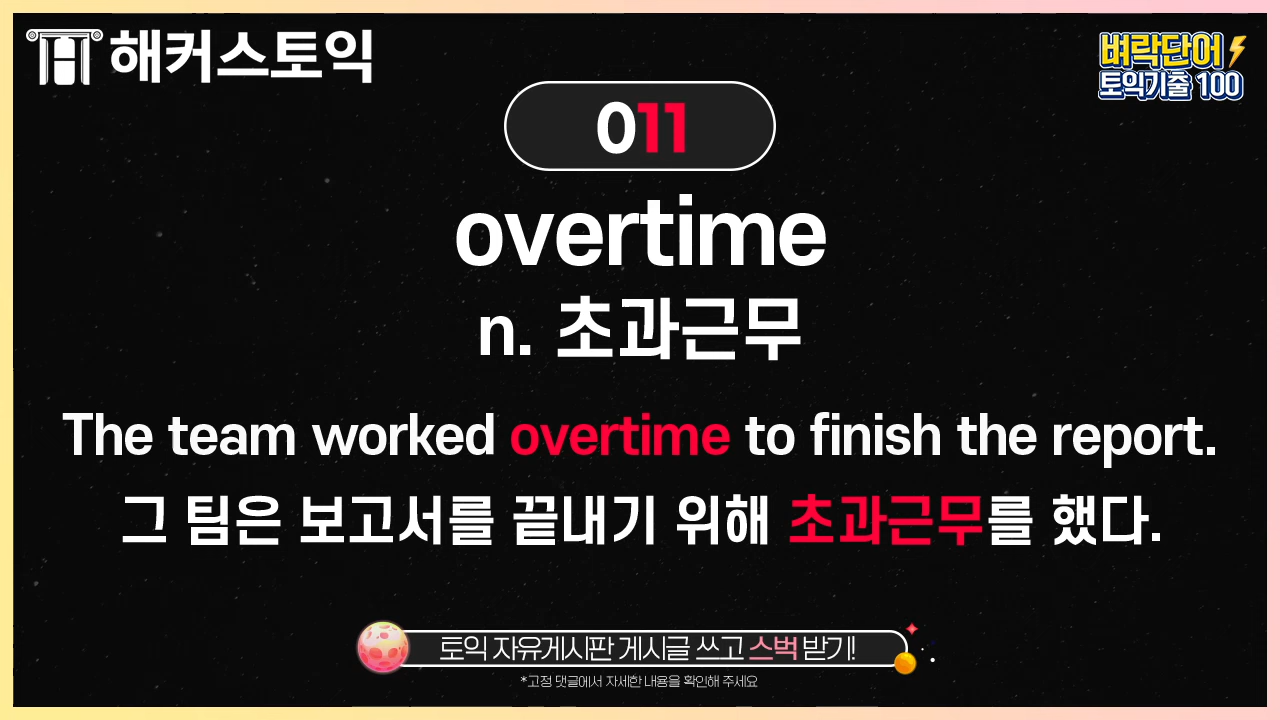 해커스토익
벼락단어
토익기출 100
011
overtime
n. 초과근무
The team worked overtime to finish the report.
그 팀은 보고서를 끝내기 위해 초과근무를 했다.
토익 자유게시판 게시글 쓰고 스벅 받기!
*고정 댓글에서 자세한 내용을 확인해 주세요